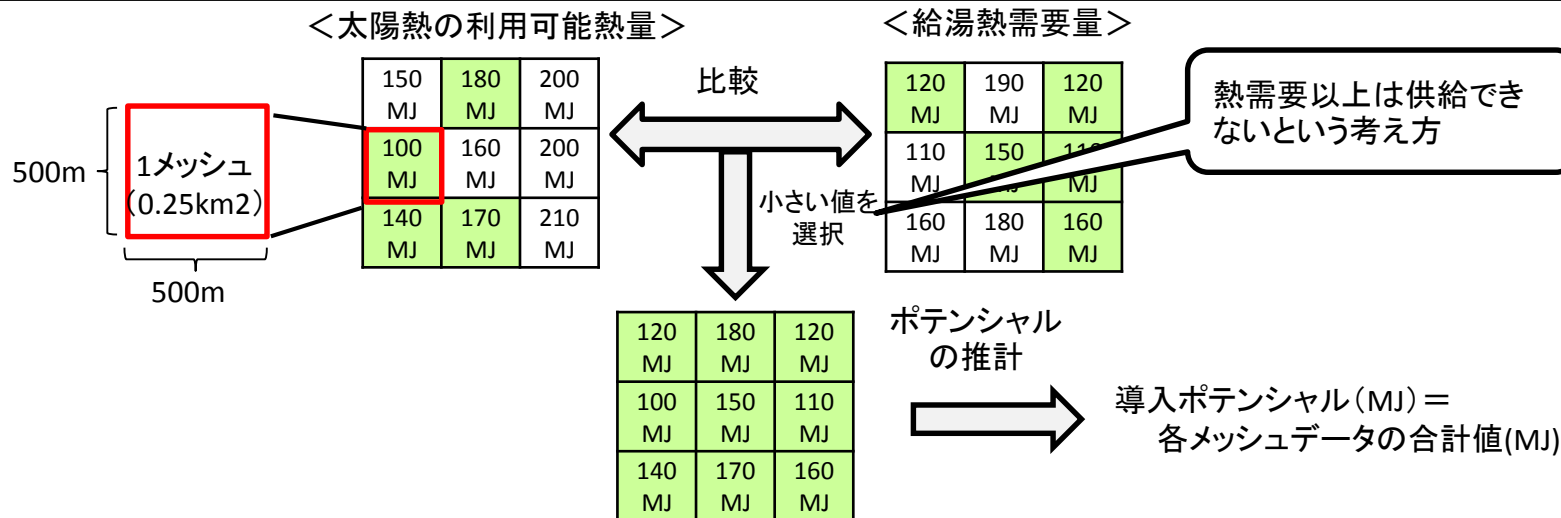 ＜太陽熱の利用可能熱量＞
＜給湯熱需要量＞
150 180 200
MJ MJ MJ
100 160 200
MJ MJ MJ
140 170 210
MJ MJ MJ
500m
1メッシュ
（0.25km2）
500m
比較
小さい値を
選択
120 190 120
MJ MJ MJ
110 150 110
MJ MJ
160 180 160
MJ MJ MJ
熱需要以上は供給でき
ないという考え方
120 180 120
MJ MJ MJ
100 150 110
MJ MJ MJ
140 170 160
MJ MJ MJ
ポテンシャル
の推計
導入ポテンシャル（MJ）＝
各メッシュデータの合計値(MJ)